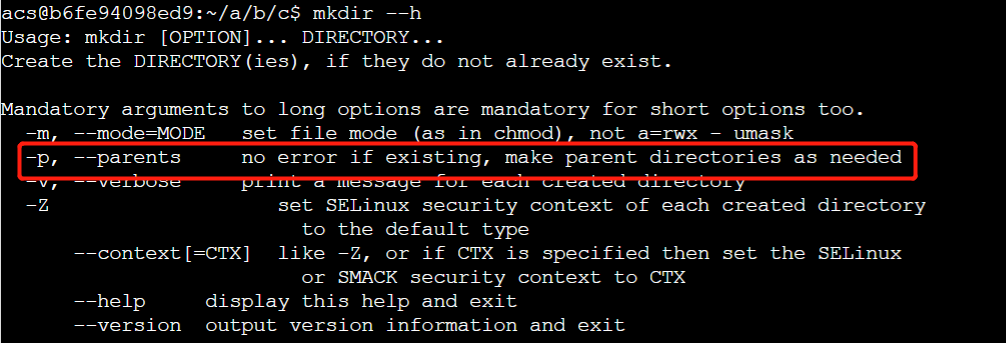 acs@b6fe94098ed9:~/a/b/c$ mkdir --h
Usage: mkdir [OPTION]... DIRECTORY...
Create the DIRECTORY(ies), if they do not already exist.

Mandatory arguments to long options are mandatory for short options too.
  -m, --mode=MODE   set file mode (as in chmod), not a=rwx - umask
  -p, --parents     no error if existing, make parent directories as needed
  -v, --verbose     print a message for each created directory
  -Z                   set SELinux security context of each created directory
                         to the default type
      --context[=CTX]  like -Z, or if CTX is specified then set the SELinux
                         or SMACK security context to CTX
      --help     display this help and exit
      --version  output version information and exit